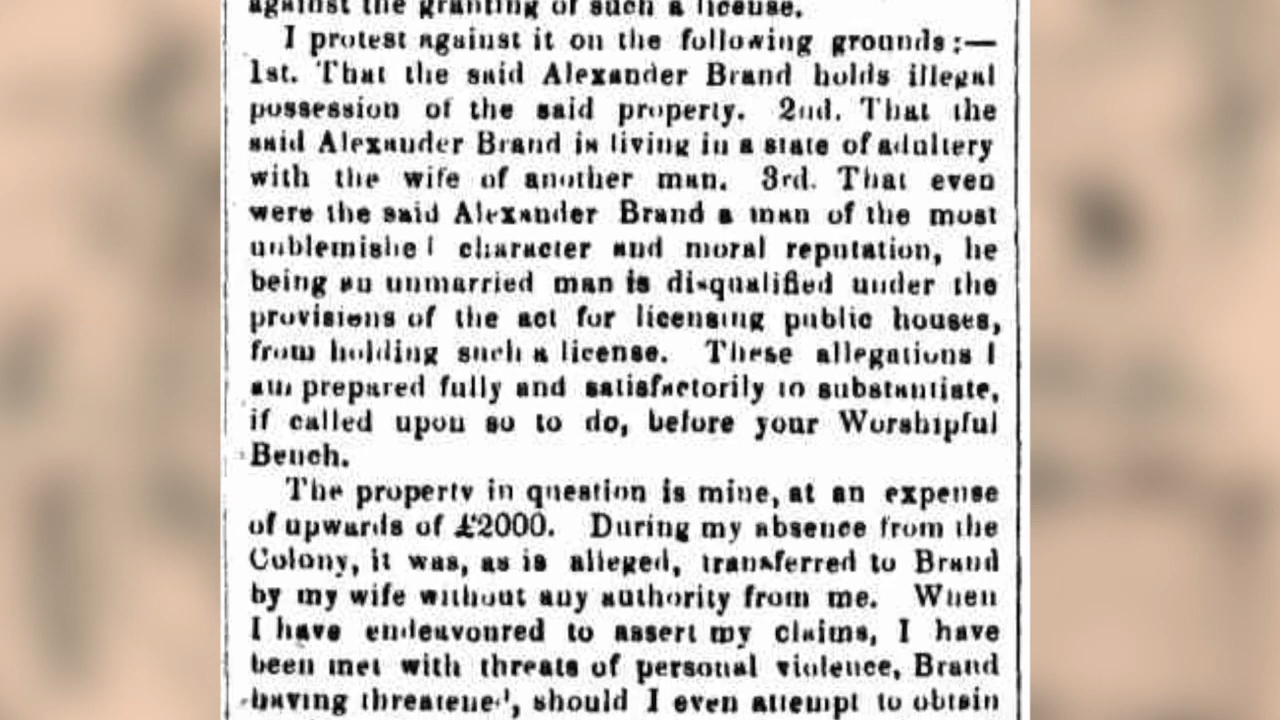 against the granting of such a license.
I protest against it on the following grounds:—
1st. That the said Alexander Brand holds illegal
possession of the said property. 2nd. That the
said Alexander Brand is living in a state of adultery
with the wife of another man. 3rd. That even
were the said Alexander Brand a man of the most
unblemished character and moral reputation, he
being an unmarried man is disqualified under the
provisions of the act for licensing public houses,
from holding such a license. These allegations I
am prepared fully and satisfactorily to substantiate,
if called upon so to do, before your Worshipful
Bench.
The property in question is mine, at an expense
of upwards of £2000. During my absence from the
Colony, it was, as is alleged, transferred to Brand
by my wife without any authority from me. When
I have endeavoured to assert my claims, I have
been met with threats of personal violence, Brand
having threatened, should I even attempt to obtain